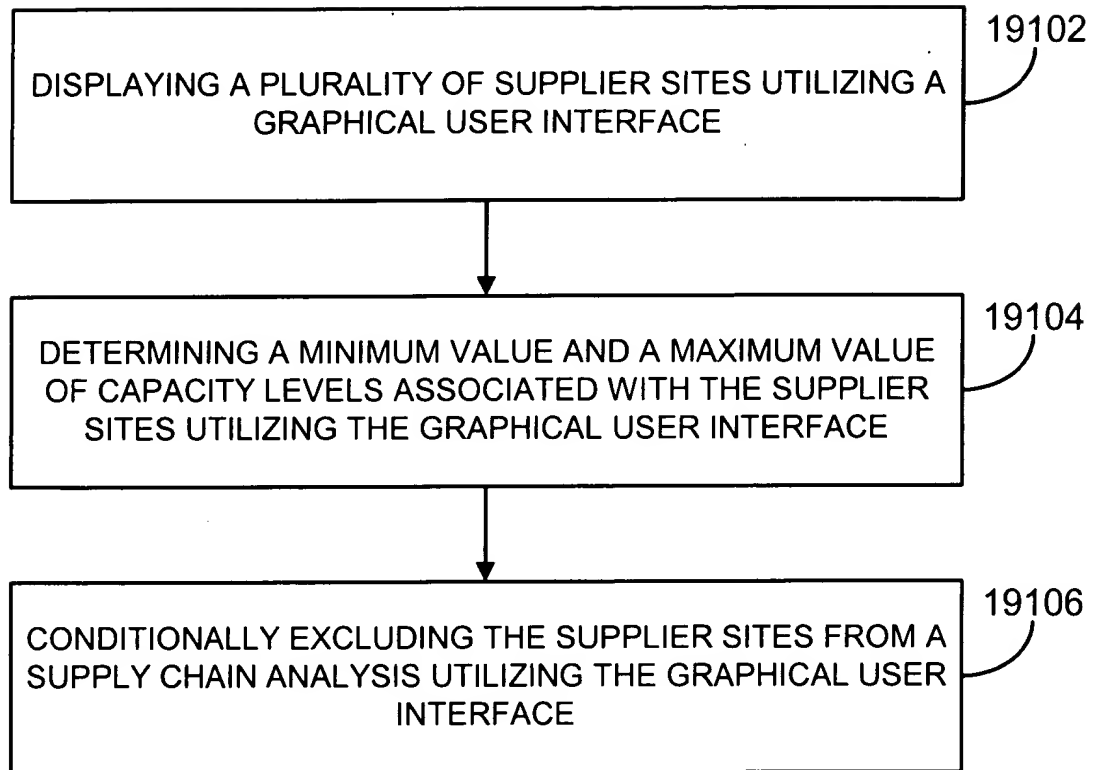 19102
DISPLAYING A PLURALITY OF SUPPLIER SITES UTILIZING A
GRAPHICAL USER INTERFACE
19104
DETERMINING A MINIMUM VALUE AND A MAXIMUM VALUE
OF CAPACITY LEVELS ASSOCIATED WITH THE SUPPLIER
SITES UTILIZING THE GRAPHICAL USER INTERFACE
19106
CONDITIONALLY EXCLUDING THE SUPPLIER SITES FROM A
SUPPLY CHAIN ANALYSIS UTILIZING THE GRAPHICAL USER
INTERFACE